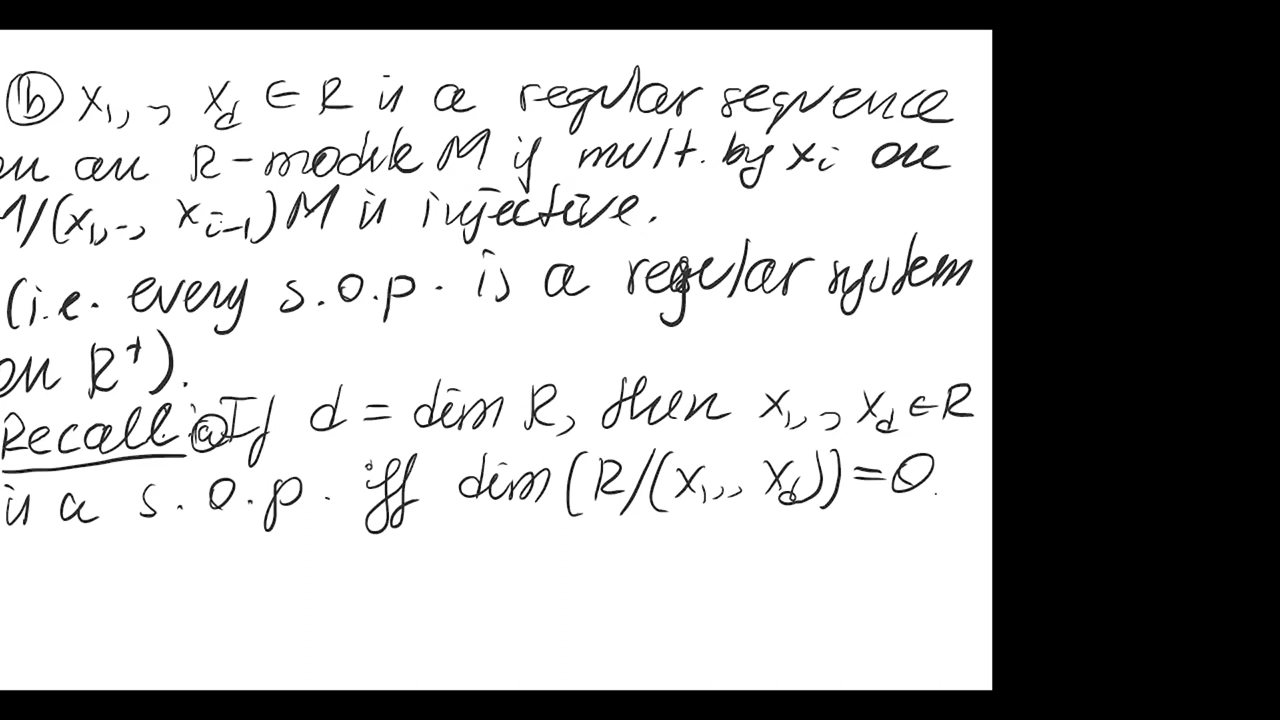 (b) x₁, , x_d ∈ R is a regular sequence
on an R-module M if mult. by xᵢ on
M/(x₁, .., xᵢ₋₁)M is injective.
(i.e. every s.o.p. is a regular system
on R⁺).
Recall: (a) If d = dim R, then x₁, , x_d ∈ R
is a s.o.p. iff dim (R/(x₁, , x_d)) = 0.